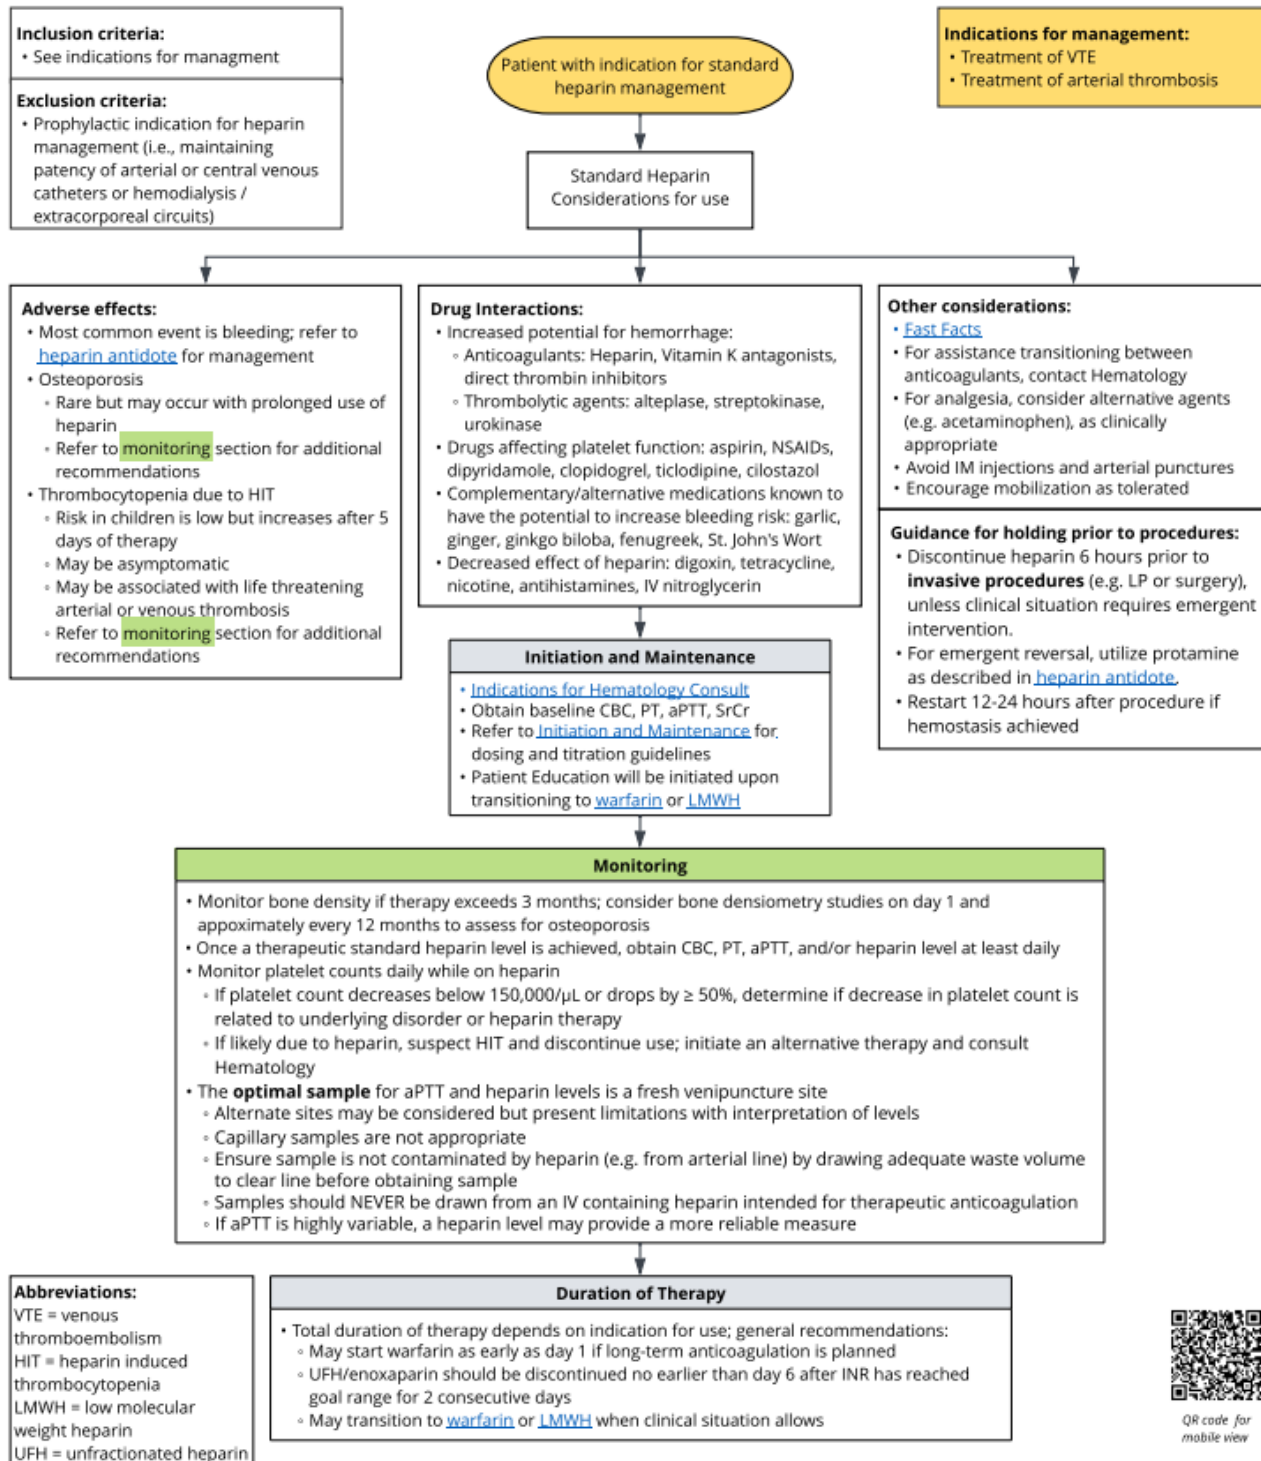 Inclusion criteria:
• See indications for managment
Exclusion criteria:
• Prophylactic indication for heparin
management (i.e., maintaining
patency of arterial or central venous
catheters or hemodialysis /
extracorporeal circuits)
Patient with indication for standard
heparin management
Indications for management:
• Treatment of VTE
• Treatment of arterial thrombosis
Standard Heparin
Considerations for use
Adverse effects:
• Most common event is bleeding; refer to
heparin antidote for management
• Osteoporosis
◦ Rare but may occur with prolonged use of
heparin
◦ Refer to monitoring section for additional
recommendations
• Thrombocytopenia due to HIT
◦ Risk in children is low but increases after 5
days of therapy
◦ May be asymptomatic
◦ May be associated with life threatening
arterial or venous thrombosis
◦ Refer to monitoring section for additional
recommendations
Drug Interactions:
• Increased potential for hemorrhage:
◦ Anticoagulants: Heparin, Vitamin K antagonists,
direct thrombin inhibitors
◦ Thrombolytic agents: alteplase, streptokinase,
urokinase
• Drugs affecting platelet function: aspirin, NSAIDs,
dipyridamole, clopidogrel, ticlodipine, cilostazol
• Complementary/alternative medications known to
have the potential to increase bleeding risk: garlic,
ginger, ginkgo biloba, fenugreek, St. John's Wort
• Decreased effect of heparin: digoxin, tetracycline,
nicotine, antihistamines, IV nitroglycerin
Other considerations:
• Fast Facts
• For assistance transitioning between
anticoagulants, contact Hematology
• For analgesia, consider alternative agents
(e.g. acetaminophen), as clinically
appropriate
• Avoid IM injections and arterial punctures
• Encourage mobilization as tolerated
Guidance for holding prior to procedures:
• Discontinue heparin 6 hours prior to
invasive procedures (e.g. LP or surgery),
unless clinical situation requires emergent
intervention.
• For emergent reversal, utilize protamine
as described in heparin antidote.
• Restart 12-24 hours after procedure if
hemostasis achieved
Initiation and Maintenance
• Indications for Hematology Consult
• Obtain baseline CBC, PT, aPTT, SrCr
• Refer to Initiation and Maintenance for
dosing and titration guidelines
• Patient Education will be initiated upon
transitioning to warfarin or LMWH
Monitoring
• Monitor bone density if therapy exceeds 3 months; consider bone densiometry studies on day 1 and
appoximately every 12 months to assess for osteoporosis
• Once a therapeutic standard heparin level is achieved, obtain CBC, PT, aPTT, and/or heparin level at least daily
• Monitor platelet counts daily while on heparin
◦ If platelet count decreases below 150,000/µL or drops by ≥ 50%, determine if decrease in platelet count is
related to underlying disorder or heparin therapy
◦ If likely due to heparin, suspect HIT and discontinue use; initiate an alternative therapy and consult
Hematology
• The optimal sample for aPTT and heparin levels is a fresh venipuncture site
◦ Alternate sites may be considered but present limitations with interpretation of levels
◦ Capillary samples are not appropriate
◦ Ensure sample is not contaminated by heparin (e.g. from arterial line) by drawing adequate waste volume
to clear line before obtaining sample
◦ Samples should NEVER be drawn from an IV containing heparin intended for therapeutic anticoagulation
◦ If aPTT is highly variable, a heparin level may provide a more reliable measure
Abbreviations:
VTE = venous
thromboembolism
HIT = heparin induced
thrombocytopenia
LMWH = low molecular
weight heparin
UFH = unfractionated heparin
Duration of Therapy
• Total duration of therapy depends on indication for use; general recommendations:
◦ May start warfarin as early as day 1 if long-term anticoagulation is planned
◦ UFH/enoxaparin should be discontinued no earlier than day 6 after INR has reached
goal range for 2 consecutive days
◦ May transition to warfarin or LMWH when clinical situation allows
QR code for
mobile view